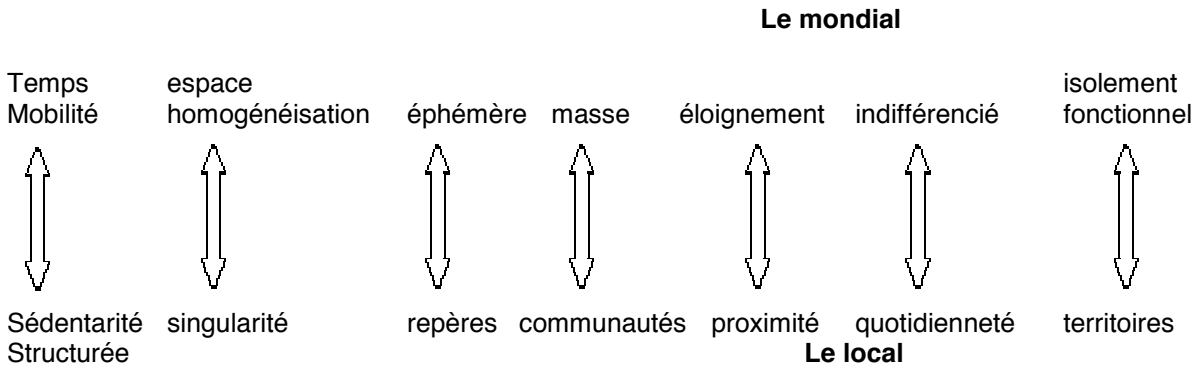 Le mondial
Temps espace isolement
Mobilité homogénéisation éphémère masse éloignement indifférencié fonctionnel
Sédentarité singularité repères communautés proximité quotidienneté territoires
Structurée Le local